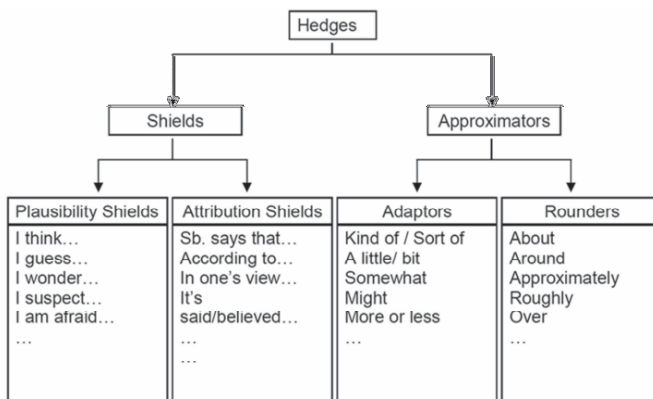 Hedges
Shields
Approximators
Plausibility Shields
I think…
I guess…
I wonder…
I suspect…
I am afraid…
…
Attribution Shields
Sb. says that…
According to…
In one's view…
It's
said/believed…
…
…
Adaptors
Kind of / Sort of
A little/ bit
Somewhat
Might
More or less
…
Rounders
About
Around
Approximately
Roughly
Over
…